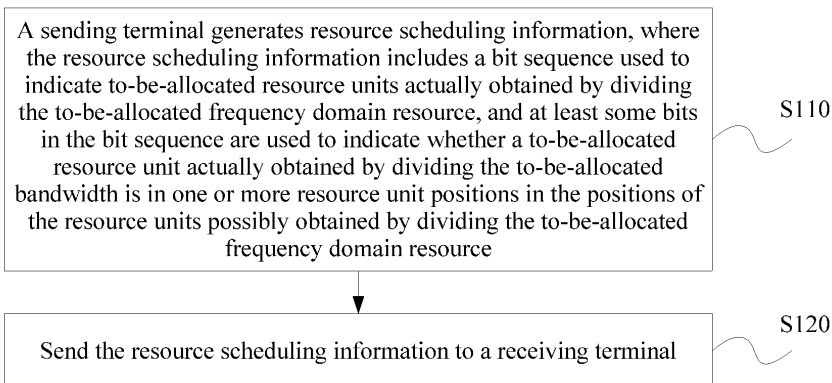 A sending terminal generates resource scheduling information, where
the resource scheduling information includes a bit sequence used to
indicate to-be-allocated resource units actually obtained by dividing
the to-be-allocated frequency domain resource, and at least some bits
in the bit sequence are used to indicate whether a to-be-allocated
resource unit actually obtained by dividing the to-be-allocated
bandwidth is in one or more resource unit positions in the positions of
the resource units possibly obtained by dividing the to-be-allocated
frequency domain resource
S110
Send the resource scheduling information to a receiving terminal
S120